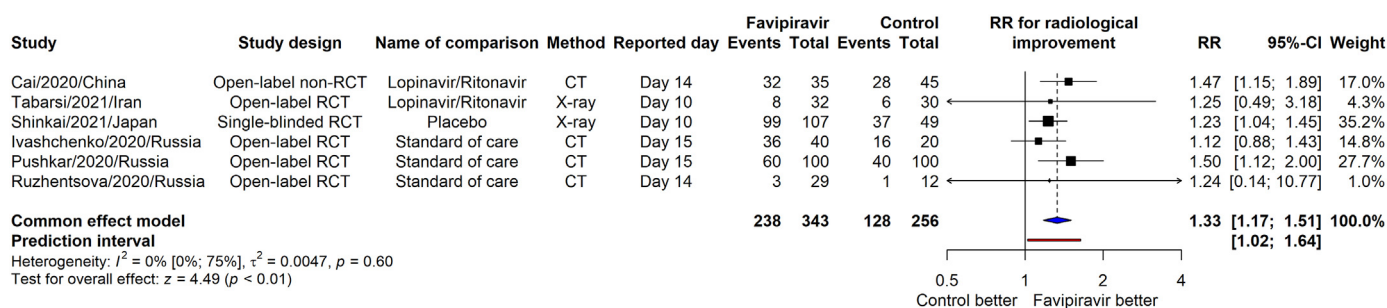 Favipiravir Control RR for radiological
Study Study design Name of comparison Method Reported day Events Total Events Total improvement RR 95%-CI Weight
Cai/2020/China Open-label non-RCT Lopinavir/Ritonavir CT Day 14 32 35 28 45 1.47 [1.15; 1.89] 17.0%
Tabarsi/2021/Iran Open-label RCT Lopinavir/Ritonavir X-ray Day 10 8 32 6 30 1.25 [0.49; 3.18] 4.3%
Shinkai/2021/Japan Single-blinded RCT Placebo X-ray Day 10 99 107 37 49 1.23 [1.04; 1.45] 35.2%
Ivashchenko/2020/Russia Open-label RCT Standard of care CT Day 15 36 40 16 20 1.12 [0.88; 1.43] 14.8%
Pushkar/2020/Russia Open-label RCT Standard of care CT Day 15 60 100 40 100 1.50 [1.12; 2.00] 27.7%
Ruzhentsova/2020/Russia Open-label RCT Standard of care CT Day 14 3 29 1 12 1.24 [0.14; 10.77] 1.0%
Common effect model 238 343 128 256 1.33 [1.17; 1.51] 100.0%
Prediction interval [1.02; 1.64]
Heterogeneity: I² = 0% [0%; 75%], τ² = 0.0047, p = 0.60
Test for overall effect: z = 4.49 (p < 0.01)
0.5 1 2 4
Control better Favipiravir better